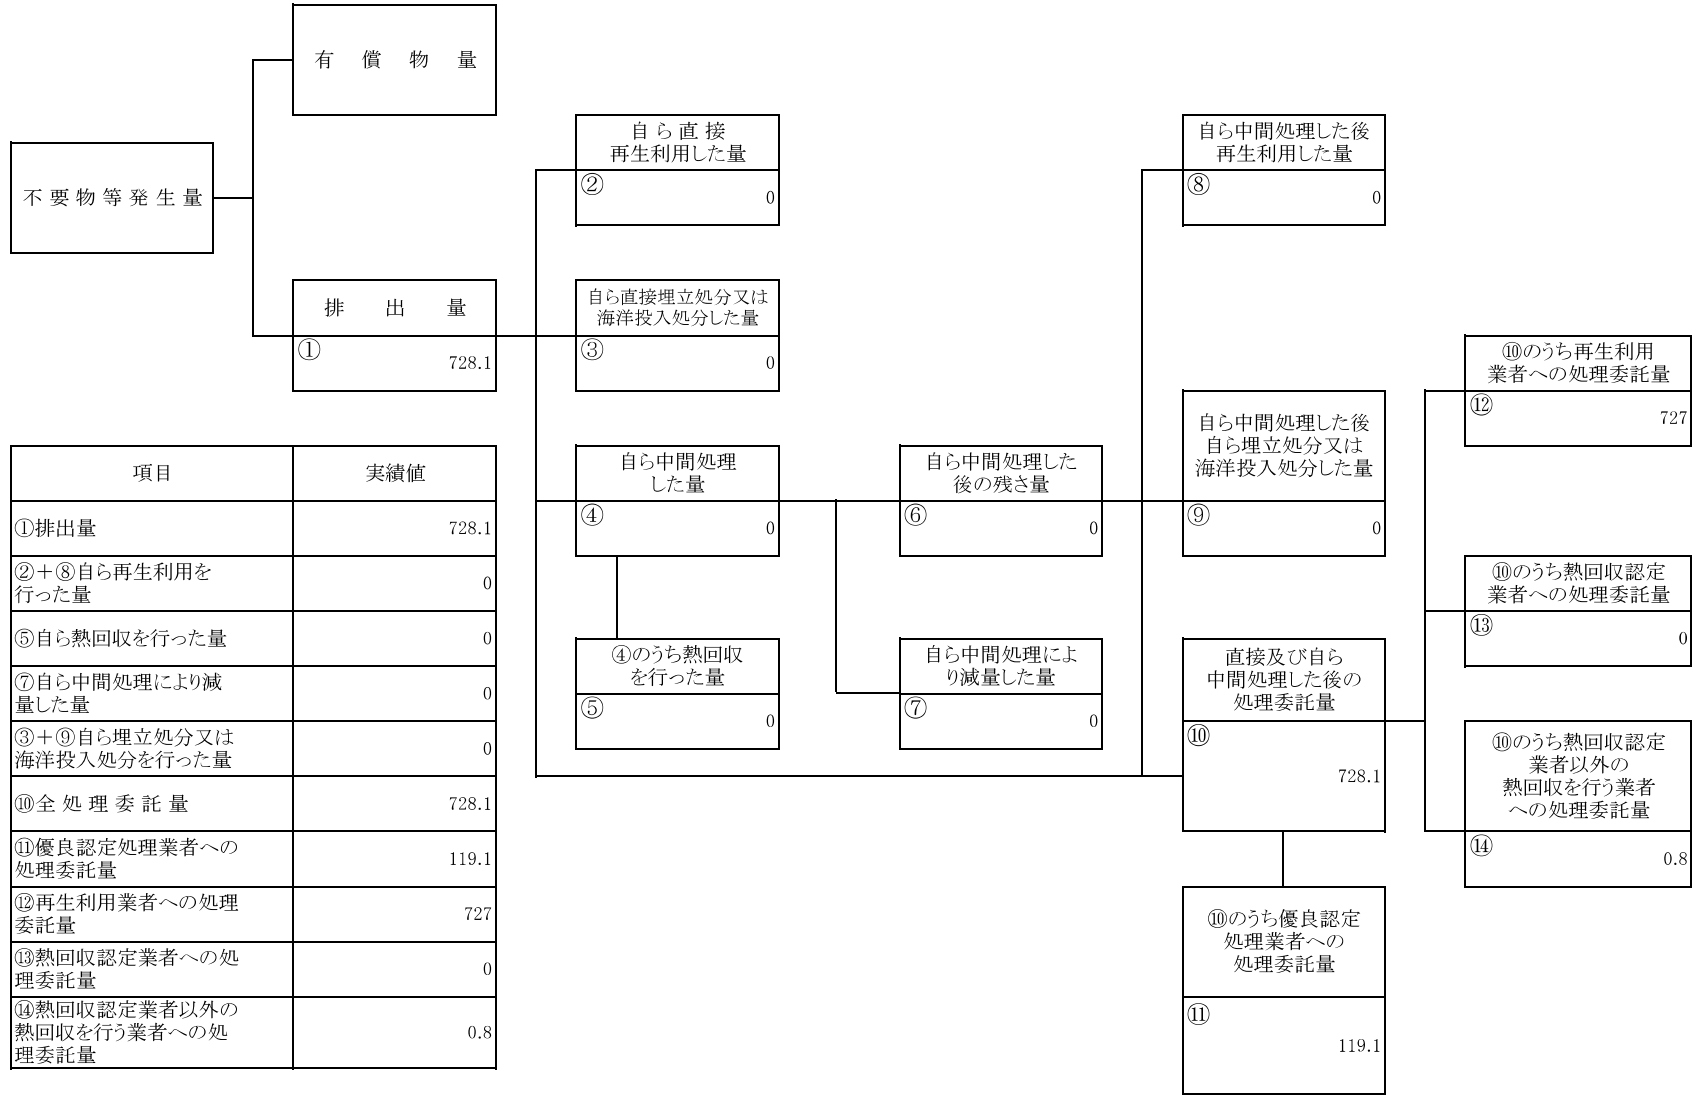 有償物量
不要物等発生量
排出量
①
728.1
自ら直接
再生利用した量
②
0
自ら直接埋立処分又は
海洋投入処分した量
③
0
自ら中間処理
した量
④
0
④のうち熱回収
を行った量
⑤
0
自ら中間処理した
後の残さ量
⑥
0
自ら中間処理によ
り減量した量
⑦
0
自ら中間処理した後
再生利用した量
⑧
0
自ら中間処理した後
自ら埋立処分又は
海洋投入処分した量
⑨
0
直接及び自ら
中間処理した後の
処理委託量
⑩
728.1
⑩のうち優良認定
処理業者への
処理委託量
⑪
119.1
⑩のうち再生利用
業者への処理委託量
⑫
727
⑩のうち熱回収認定
業者への処理委託量
⑬
0
⑩のうち熱回収認定
業者以外の
熱回収を行う業者
への処理委託量
⑭
0.8
項目 実績値
①排出量 728.1
②＋⑧自ら再生利用を
行った量 0
⑤自ら熱回収を行った量 0
⑦自ら中間処理により減
量した量 0
③＋⑨自ら埋立処分又は
海洋投入処分を行った量 0
⑩全処理委託量 728.1
⑪優良認定処理業者への
処理委託量 119.1
⑫再生利用業者への処理
委託量 727
⑬熱回収認定業者への処
理委託量 0
⑭熱回収認定業者以外の
熱回収を行う業者への処
理委託量 0.8